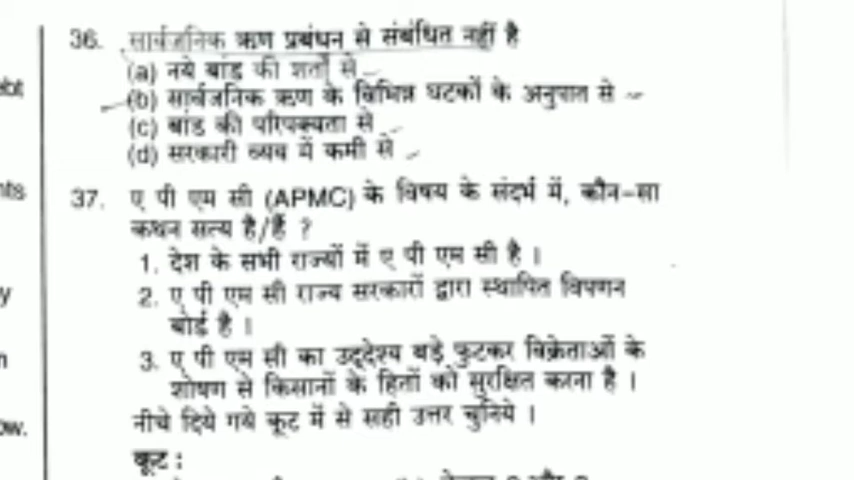 36. सार्वजनिक ऋण प्रबंधन से संबंधित नहीं है
(a) नये बांड की शर्तों से
(b) सार्वजनिक ऋण के विभिन्न घटकों के अनुपात से
(c) बांड की परिपक्वता से
(d) सरकारी व्यय में कमी से
37. ए पी एम सी (APMC) के विषय के संदर्भ में, कौन-सा
कथन सत्य है/हैं ?
1. देश के सभी राज्यों में ए पी एम सी है ।
2. ए पी एम सी राज्य सरकारों द्वारा स्थापित विपणन
बोर्ड है ।
3. ए पी एम सी का उद्देश्य बड़े फुटकर विक्रेताओं के
शोषण से किसानों के हितों को सुरक्षित करना है ।
नीचे दिये गये कूट में से सही उत्तर चुनिये ।
कूट :